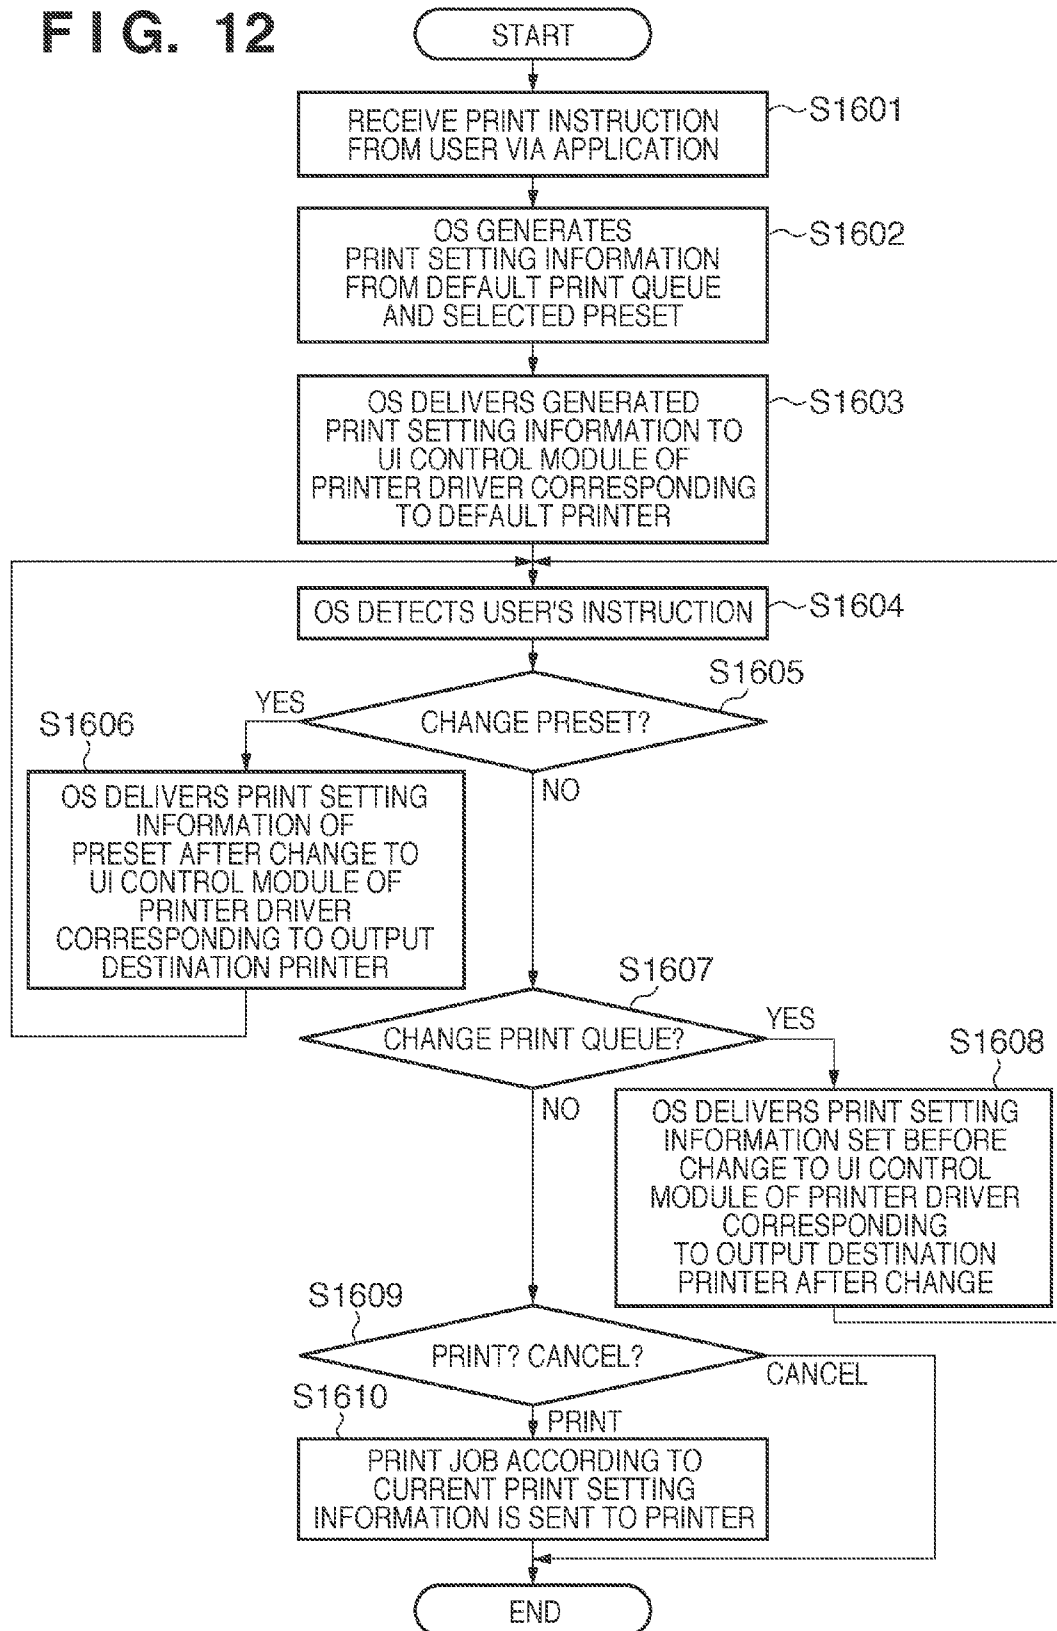 FIG. 12
START
RECEIVE PRINT INSTRUCTION
FROM USER VIA APPLICATION
S1601
OS GENERATES
PRINT SETTING INFORMATION
FROM DEFAULT PRINT QUEUE
AND SELECTED PRESET
S1602
OS DELIVERS GENERATED
PRINT SETTING INFORMATION TO
UI CONTROL MODULE OF
PRINTER DRIVER CORRESPONDING
TO DEFAULT PRINTER
S1603
OS DETECTS USER'S INSTRUCTION
S1604
S1605
CHANGE PRESET?
YES
NO
S1606
OS DELIVERS PRINT SETTING
INFORMATION OF
PRESET AFTER CHANGE TO
UI CONTROL MODULE OF
PRINTER DRIVER
CORRESPONDING TO OUTPUT
DESTINATION PRINTER
S1607
CHANGE PRINT QUEUE?
YES
NO
S1608
OS DELIVERS PRINT SETTING
INFORMATION SET BEFORE
CHANGE TO UI CONTROL
MODULE OF PRINTER DRIVER
CORRESPONDING
TO OUTPUT DESTINATION
PRINTER AFTER CHANGE
S1609
PRINT? CANCEL?
CANCEL
PRINT
S1610
PRINT JOB ACCORDING TO
CURRENT PRINT SETTING
INFORMATION IS SENT TO PRINTER
END